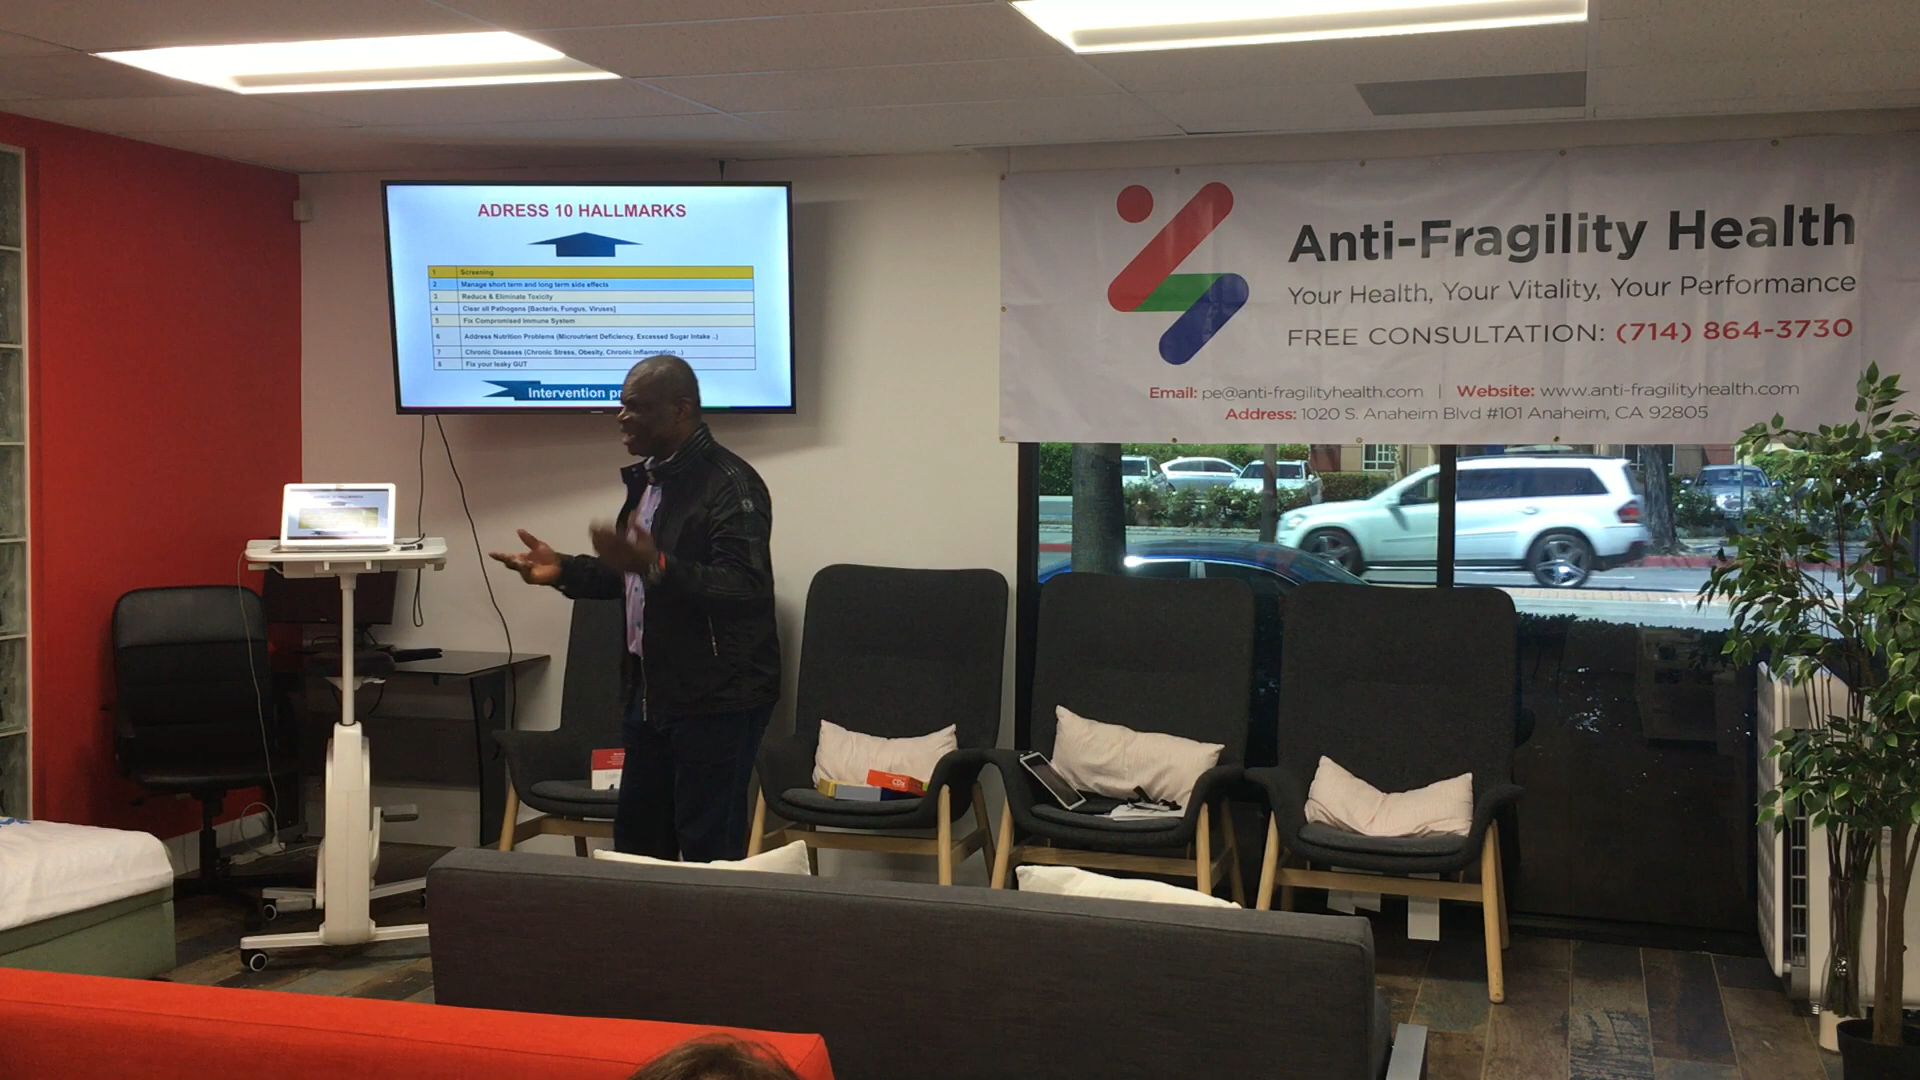 ADRESS 10 HALLMARKS
1 Screening
2 Manage short term and long term side effects
3 Reduce & Eliminate Toxicity
4 Clear all Pathogens [Bacteria, Fungus, Viruses]
5 Fix Compromised Immune System
6 Address Nutrition Problems (Microutrient Deficiency, Excessed Sugar Intake ..)
7 Chronic Diseases (Chronic Stress, Obesity, Chronic Inflammation ..)
8 Fix your leaky GUT
Intervention pr
Anti-Fragility Health
Your Health, Your Vitality, Your Performance
FREE CONSULTATION: (714) 864-3730
Email: pe@anti-fragilityhealth.com | Website: www.anti-fragilityhealth.com
Address: 1020 S. Anaheim Blvd #101 Anaheim, CA 92805
ADRESS 10 HALLMARKS
CDx